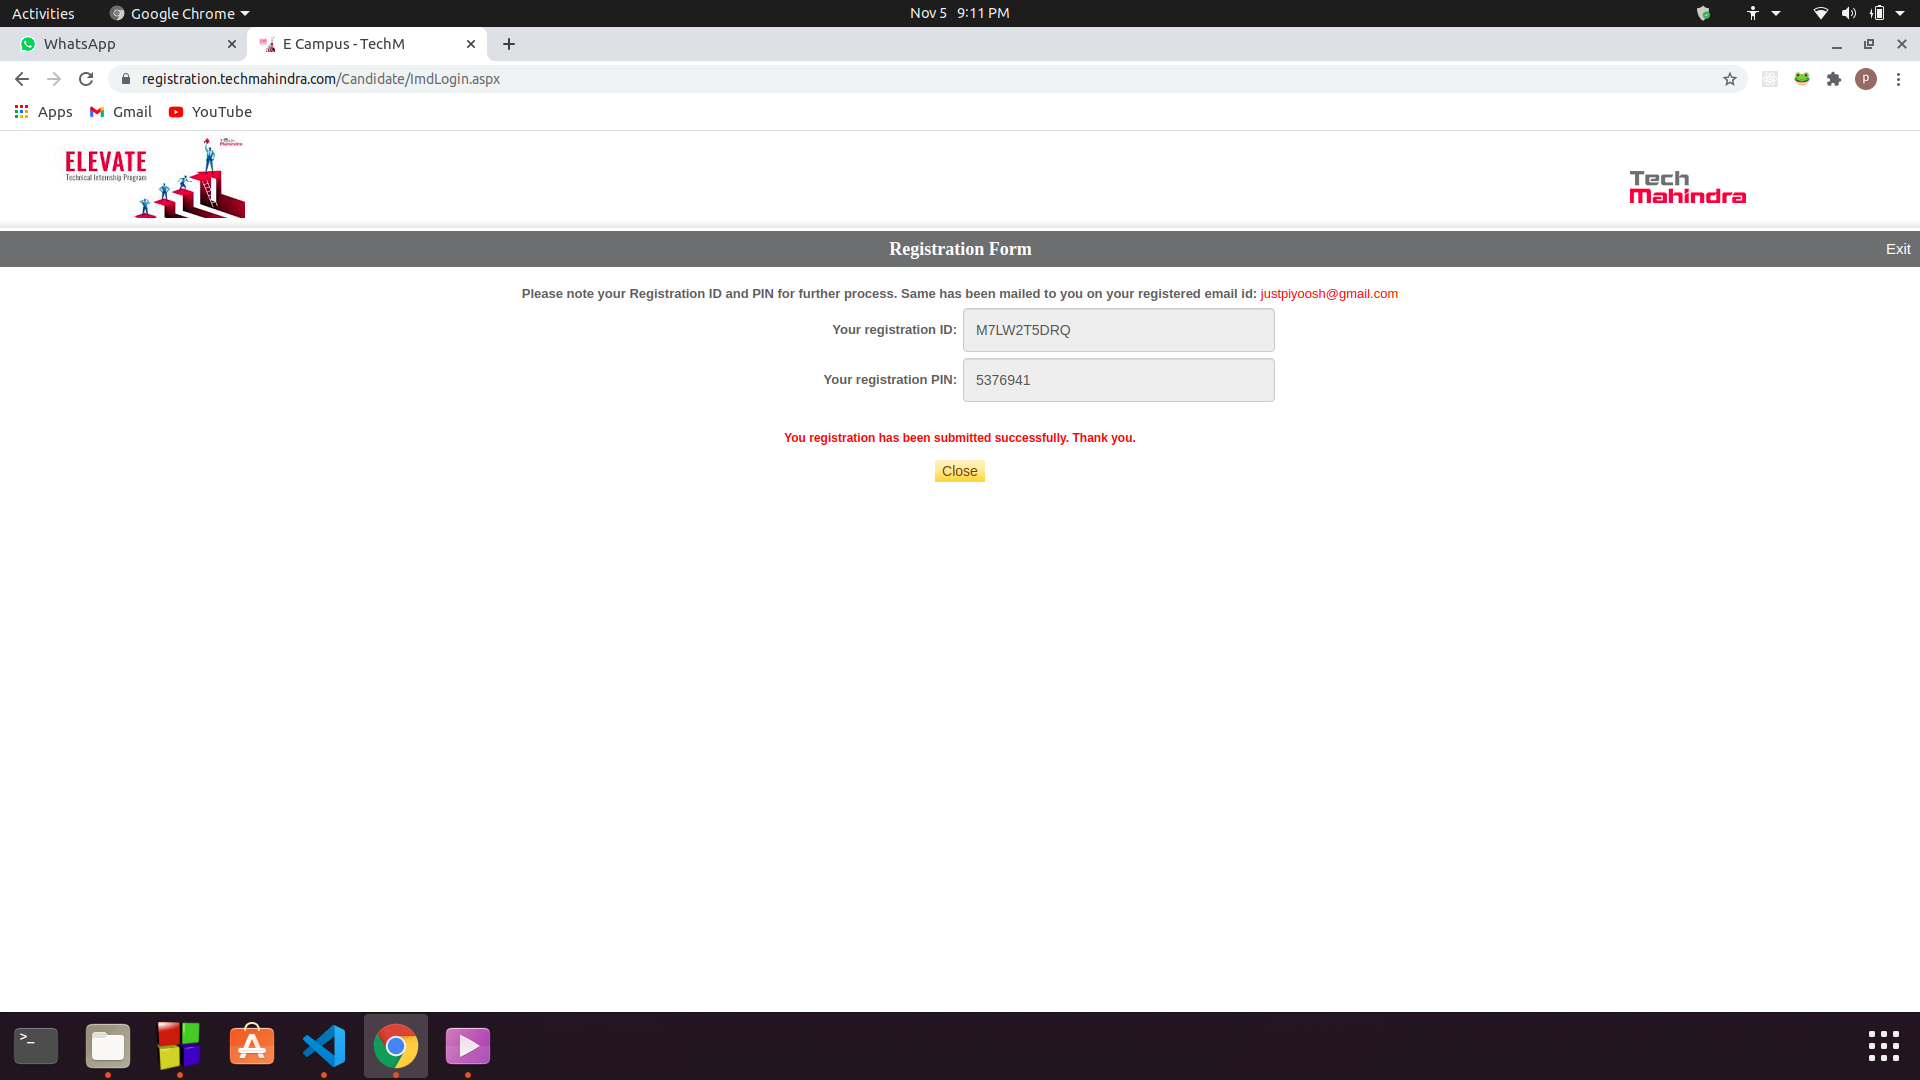 Activities
Google Chrome
Nov 5 9:11 PM
WhatsApp
E Campus - TechM
registration.techmahindra.com/Candidate/ImdLogin.aspx
P
Apps
Gmail
YouTube
ELEVATE
Technical Internship Program
Tech
Mahindra
Tech
Mahindra
Registration Form
Exit
Please note your Registration ID and PIN for further process. Same has been mailed to you on your registered email id: justpiyoosh@gmail.com
Your registration ID: M7LW2T5DRQ
Your registration PIN: 5376941
You registration has been submitted successfully. Thank you.
Close
>_